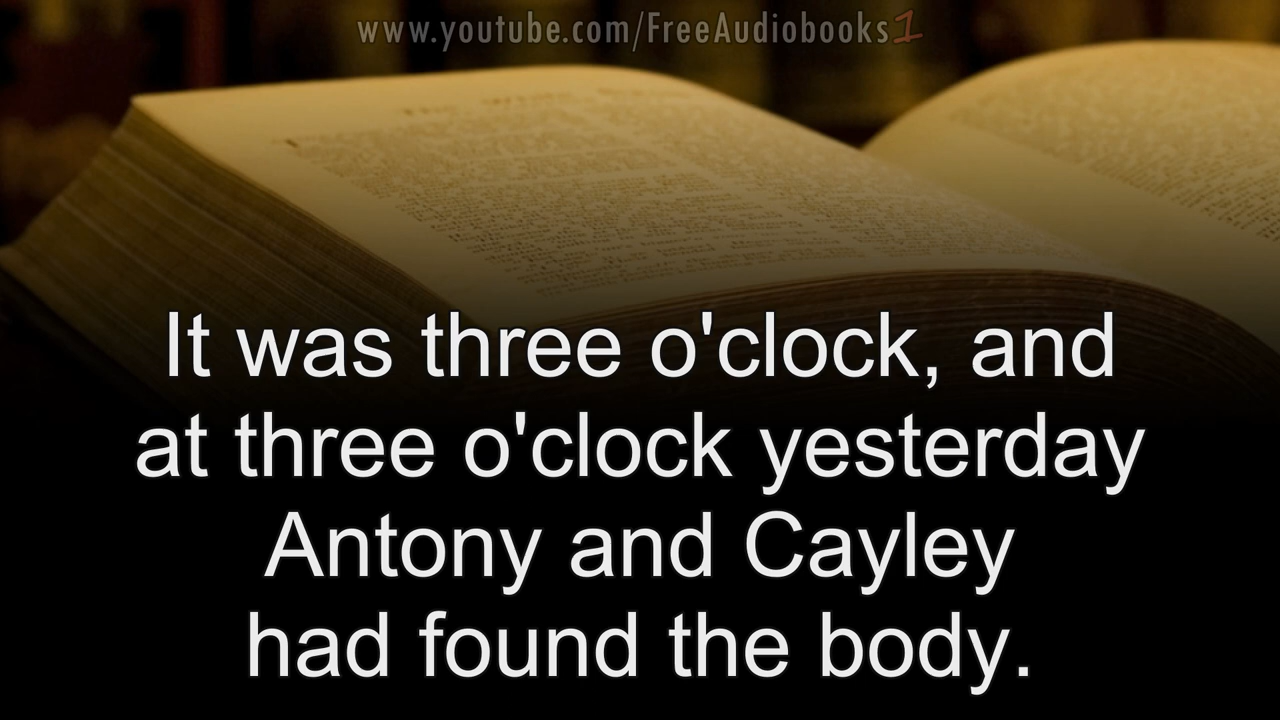 www.youtube.com/FreeAudiobooks1
It was three o'clock, and
at three o'clock yesterday
Antony and Cayley
had found the body.